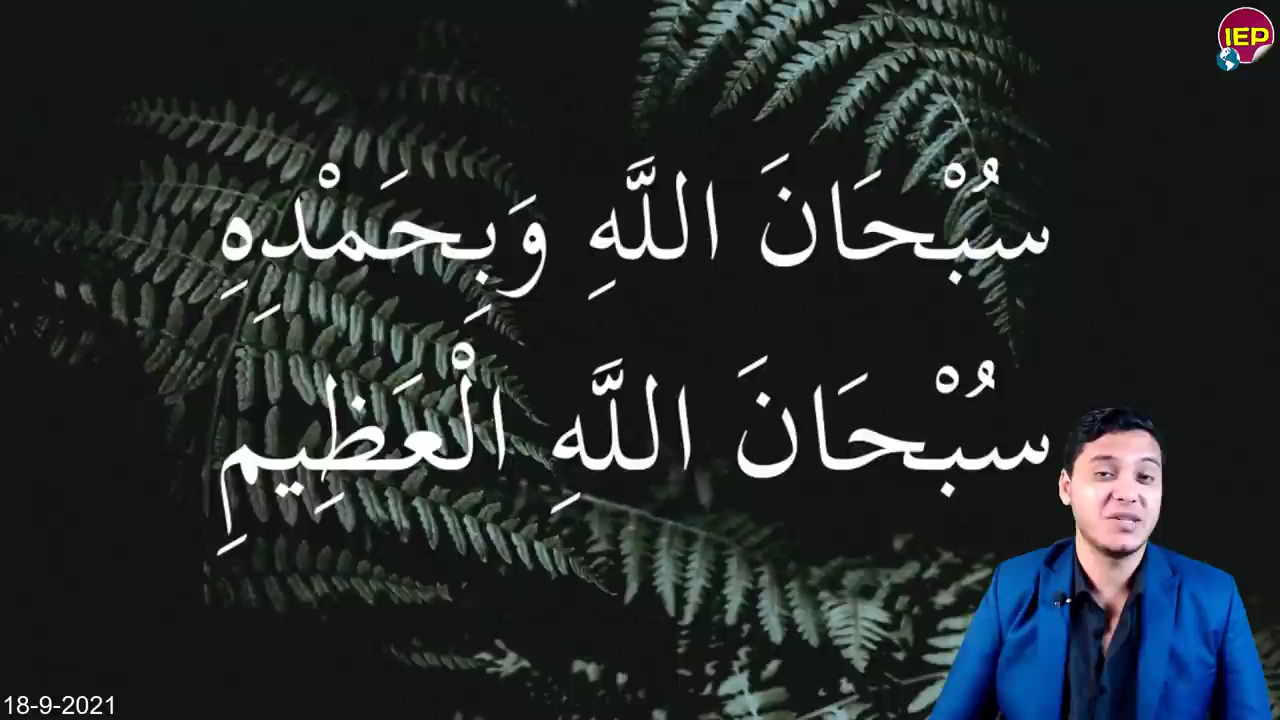 IEP
سُبْحَانَ اللَّهِ وَبِحَمْدِهِ
سُبْحَانَ اللَّهِ الْعَظِيمِ
18-9-2021